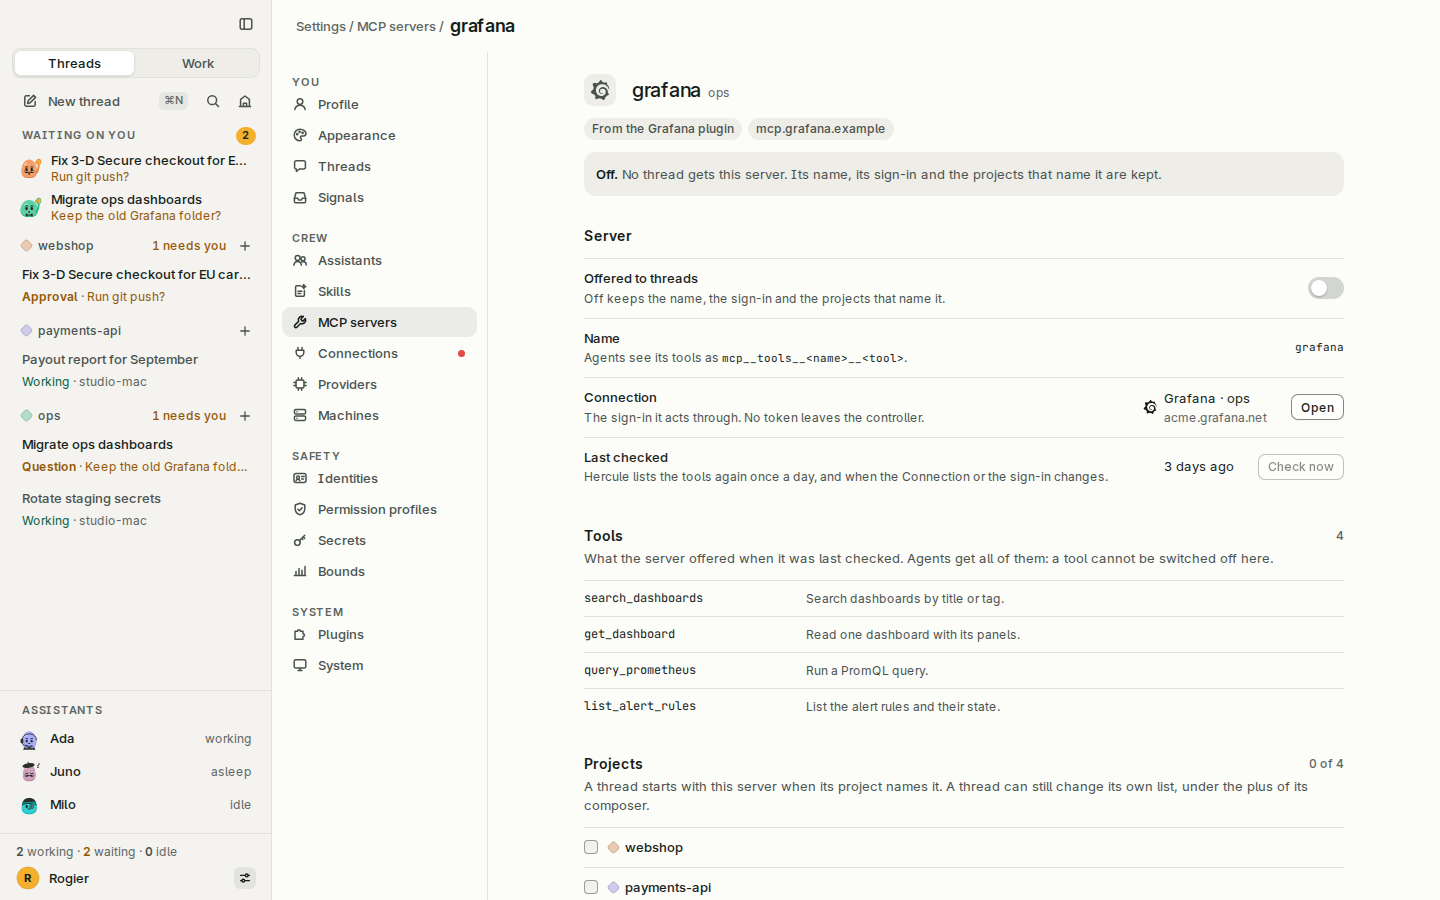 Threads
Work
New thread
⌘N
WAITING ON YOU
2
Fix 3-D Secure checkout for E...
Run git push?
Migrate ops dashboards
Keep the old Grafana folder?
webshop
1 needs you
Fix 3-D Secure checkout for EU car...
Approval · Run git push?
payments-api
Payout report for September
Working · studio-mac
ops
1 needs you
Migrate ops dashboards
Question · Keep the old Grafana fold...
Rotate staging secrets
Working · studio-mac
ASSISTANTS
Ada
working
Juno
asleep
Milo
idle
2 working · 2 waiting · 0 idle
R
Rogier
Settings / MCP servers / grafana
YOU
Profile
Appearance
Threads
Signals
CREW
Assistants
Skills
MCP servers
Connections
Providers
Machines
SAFETY
Identities
Permission profiles
Secrets
Bounds
SYSTEM
Plugins
System
grafana ops
From the Grafana plugin
mcp.grafana.example
Off. No thread gets this server. Its name, its sign-in and the projects that name it are kept.
Server
Offered to threads
Off keeps the name, the sign-in and the projects that name it.
Name
Agents see its tools as mcp__tools__<name>__<tool>.
grafana
Connection
The sign-in it acts through. No token leaves the controller.
Grafana · ops
acme.grafana.net
Open
Last checked
Hercule lists the tools again once a day, and when the Connection or the sign-in changes.
3 days ago
Check now
Tools
4
What the server offered when it was last checked. Agents get all of them: a tool cannot be switched off here.
search_dashboards
Search dashboards by title or tag.
get_dashboard
Read one dashboard with its panels.
query_prometheus
Run a PromQL query.
list_alert_rules
List the alert rules and their state.
Projects
0 of 4
A thread starts with this server when its project names it. A thread can still change its own list, under the plus of its
composer.
webshop
payments-api